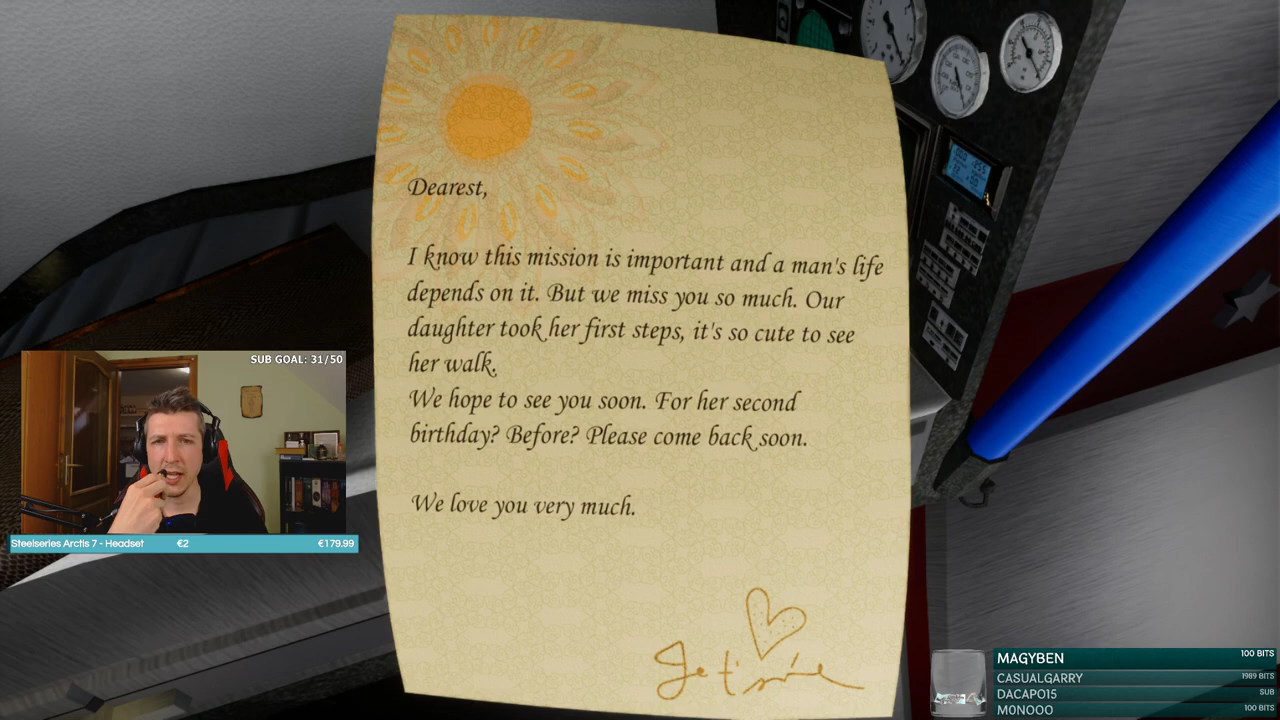 Dearest,
I know this mission is important and a man's life
depends on it. But we miss you so much. Our
daughter took her first steps, it's so cute to see
her walk.
We hope to see you soon. For her second
birthday? Before? Please come back soon.
We love you very much.
Je t'aime
SUB GOAL: 31/50
Steelseries Arctis 7 - Headset €2 €179.99
MAGYBEN 100 BITS
CASUALGARRY 1989 BITS
DACAPO15 SUB
M0NOOO 100 BITS